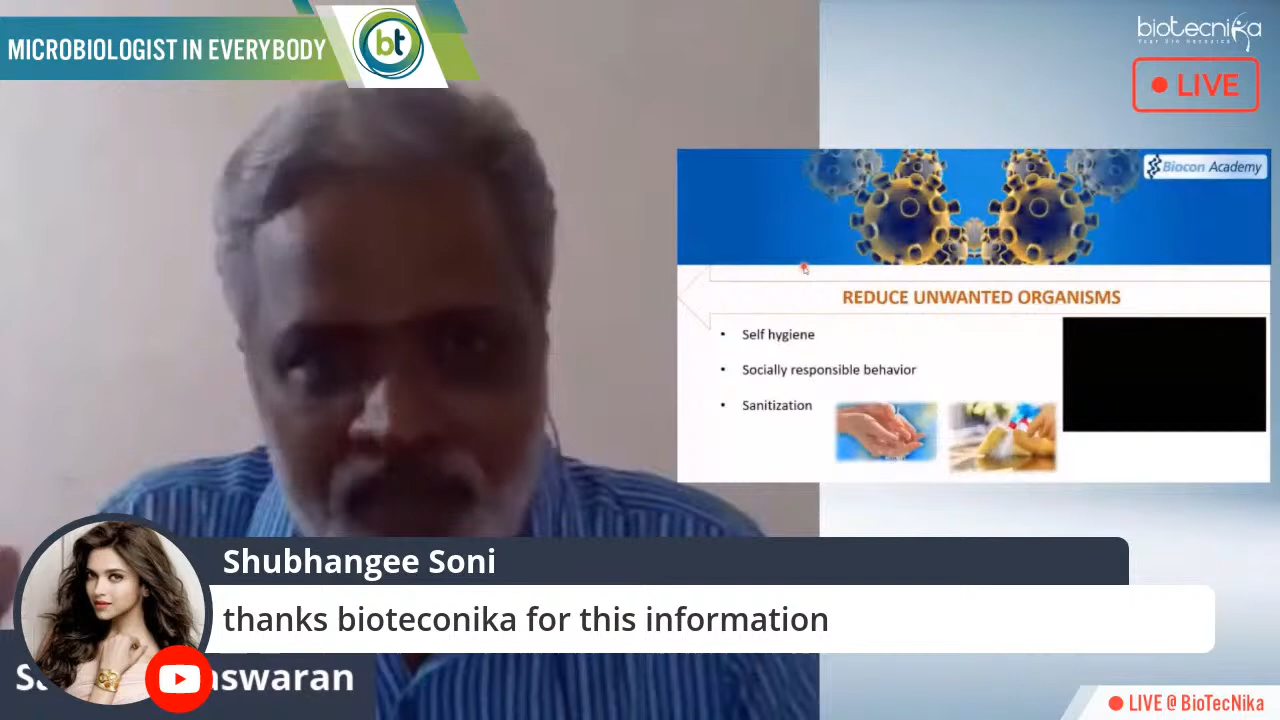 MICROBIOLOGIST IN EVERYBODY
bt
biotecnika
LIVE
Biocon Academy
REDUCE UNWANTED ORGANISMS
• Self hygiene
• Socially responsible behavior
• Sanitization
Shubhangee Soni
thanks bioteconika for this information
aswaran
LIVE @ BioTecNika